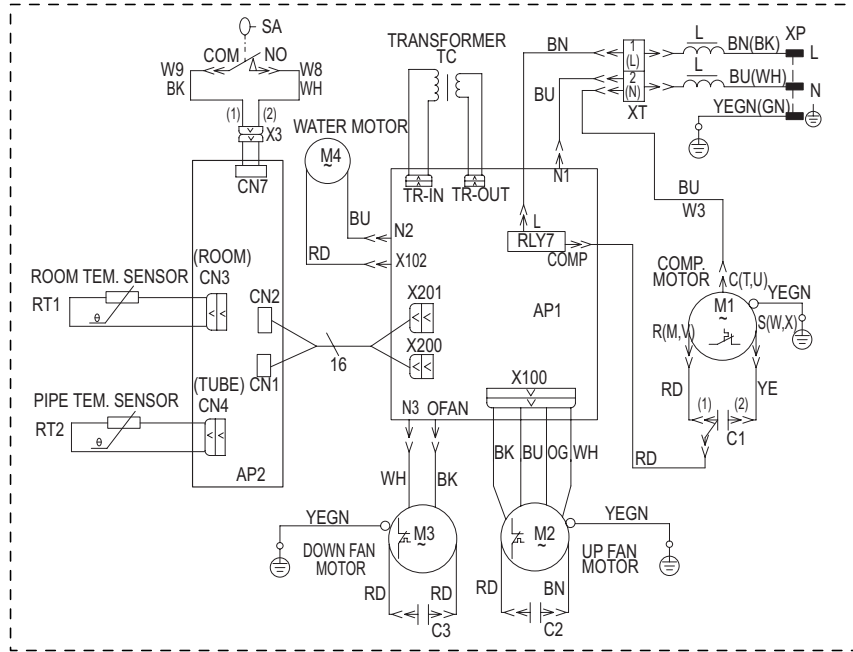 SA
COM NO
W9
BK
W8
WH
(1) (2)
X3
CN7
TRANSFORMER
TC
WATER MOTOR
M4
~
TR-IN
TR-OUT
BN
BU
N1
1
(L)
2
(N)
XT
L
BN(BK)
XP
L
L
BU(WH)
N
YEGN(GN)
BU
W3
BU
N2
RD
X102
L
RLY7
COMP
COMP.
MOTOR
C(T,U)
YEGN
M1
~
R(M,V)
S(W,X)
RD
YE
(1) (2)
C1
RD
(ROOM)
CN3
ROOM TEM. SENSOR
RT1
θ
CN2
CN1
16
X201
X200
AP1
(TUBE)
CN4
PIPE TEM. SENSOR
RT2
θ
AP2
N3 OFAN
X100
WH
BK
BK BU OG WH
YEGN
M3
~
DOWN FAN
MOTOR
RD
RD
C3
M2
~
YEGN
UP FAN
MOTOR
RD
BN
C2